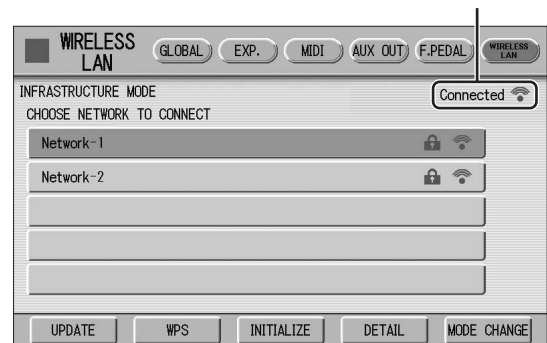 WIRELESS
LAN
GLOBAL EXP. MIDI AUX OUT F.PEDAL WIRELESS LAN
INFRASTRUCTURE MODE
Connected
CHOOSE NETWORK TO CONNECT
Network-1
Network-2
UPDATE WPS INITIALIZE DETAIL MODE CHANGE